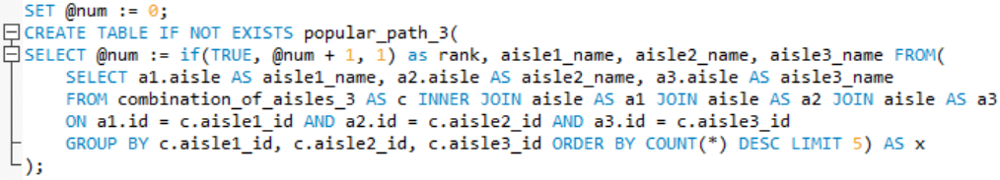 SET @num := 0;
CREATE TABLE IF NOT EXISTS popular_path_3(
SELECT @num := if(TRUE, @num + 1, 1) as rank, aisle1_name, aisle2_name, aisle3_name FROM(
SELECT a1.aisle AS aisle1_name, a2.aisle AS aisle2_name, a3.aisle AS aisle3_name
FROM combination_of_aisles_3 AS c INNER JOIN aisle AS a1 JOIN aisle AS a2 JOIN aisle AS a3
ON a1.id = c.aisle1_id AND a2.id = c.aisle2_id AND a3.id = c.aisle3_id
GROUP BY c.aisle1_id, c.aisle2_id, c.aisle3_id ORDER BY COUNT(*) DESC LIMIT 5) AS x
);